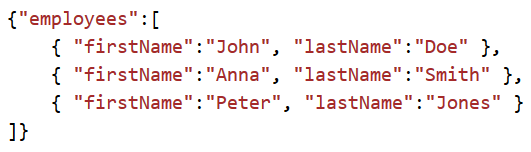 {"employees":[
    { "firstName":"John", "lastName":"Doe" },
    { "firstName":"Anna", "lastName":"Smith" },
    { "firstName":"Peter", "lastName":"Jones" }
]}